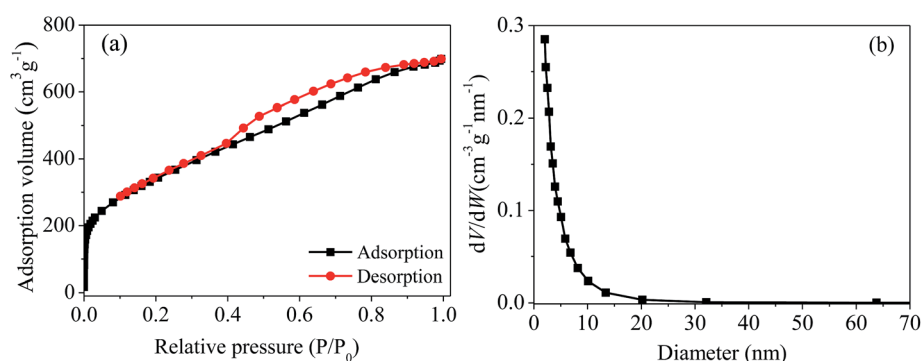 (a)
800
600
400
200
0
Adsorption volume (cm³g⁻¹)
Adsorption
Desorption
0.0 0.2 0.4 0.6 0.8 1.0
Relative pressure (P/P₀)
(b)
0.3
0.2
0.1
0.0
dV/dW(cm⁻³g⁻¹nm⁻¹)
0 10 20 30 40 50 60 70
Diameter (nm)